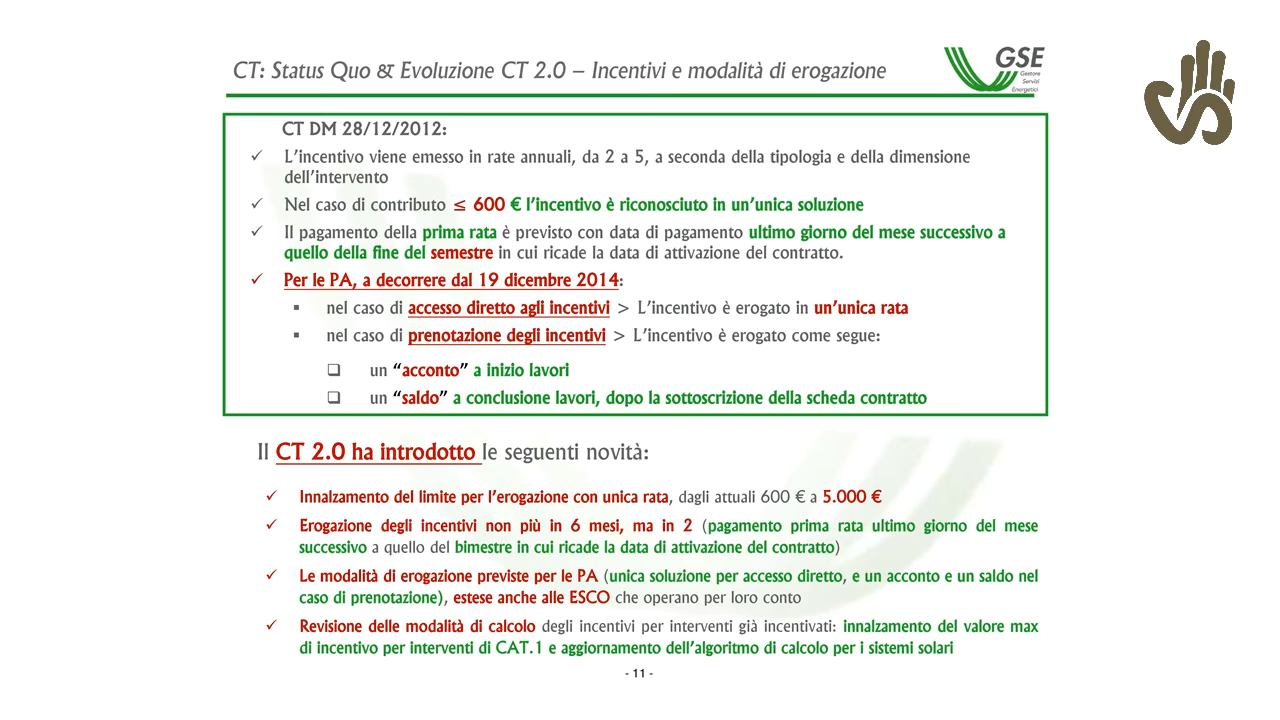 CT: Status Quo & Evoluzione CT 2.0 – Incentivi e modalità di erogazione
GSE
Gestore
Servizi
Energetici
CT DM 28/12/2012:
✓ L'incentivo viene emesso in rate annuali, da 2 a 5, a seconda della tipologia e della dimensione
dell'intervento
✓ Nel caso di contributo ≤ 600 € l'incentivo è riconosciuto in un'unica soluzione
✓ Il pagamento della prima rata è previsto con data di pagamento ultimo giorno del mese successivo a
quello della fine del semestre in cui ricade la data di attivazione del contratto.
✓ Per le PA, a decorrere dal 19 dicembre 2014:
▪ nel caso di accesso diretto agli incentivi > L'incentivo è erogato in un'unica rata
▪ nel caso di prenotazione degli incentivi > L'incentivo è erogato come segue:
❑ un “acconto” a inizio lavori
❑ un “saldo” a conclusione lavori, dopo la sottoscrizione della scheda contratto
Il CT 2.0 ha introdotto le seguenti novità:
✓ Innalzamento del limite per l'erogazione con unica rata, dagli attuali 600 € a 5.000 €
✓ Erogazione degli incentivi non più in 6 mesi, ma in 2 (pagamento prima rata ultimo giorno del mese
successivo a quello del bimestre in cui ricade la data di attivazione del contratto)
✓ Le modalità di erogazione previste per le PA (unica soluzione per accesso diretto, e un acconto e un saldo nel
caso di prenotazione), estese anche alle ESCO che operano per loro conto
✓ Revisione delle modalità di calcolo degli incentivi per interventi già incentivati: innalzamento del valore max
di incentivo per interventi di CAT.1 e aggiornamento dell'algoritmo di calcolo per i sistemi solari
- 11 -